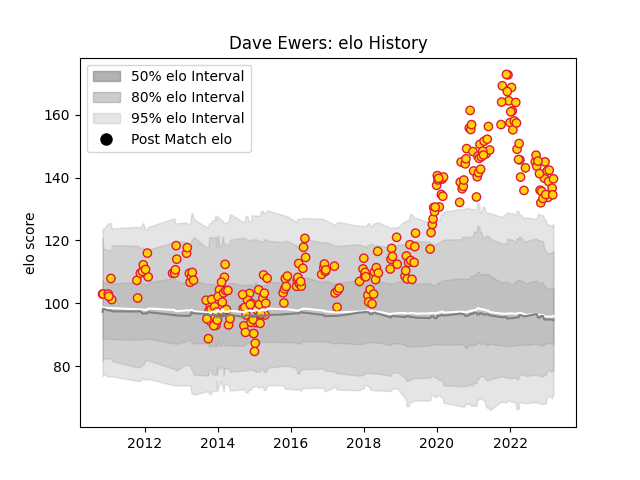 Dave Ewers: elo History
50% elo Interval
80% elo Interval
95% elo Interval
Post Match elo
elo score
160
140
120
100
80
2012
2014
2016
2018
2020
2022